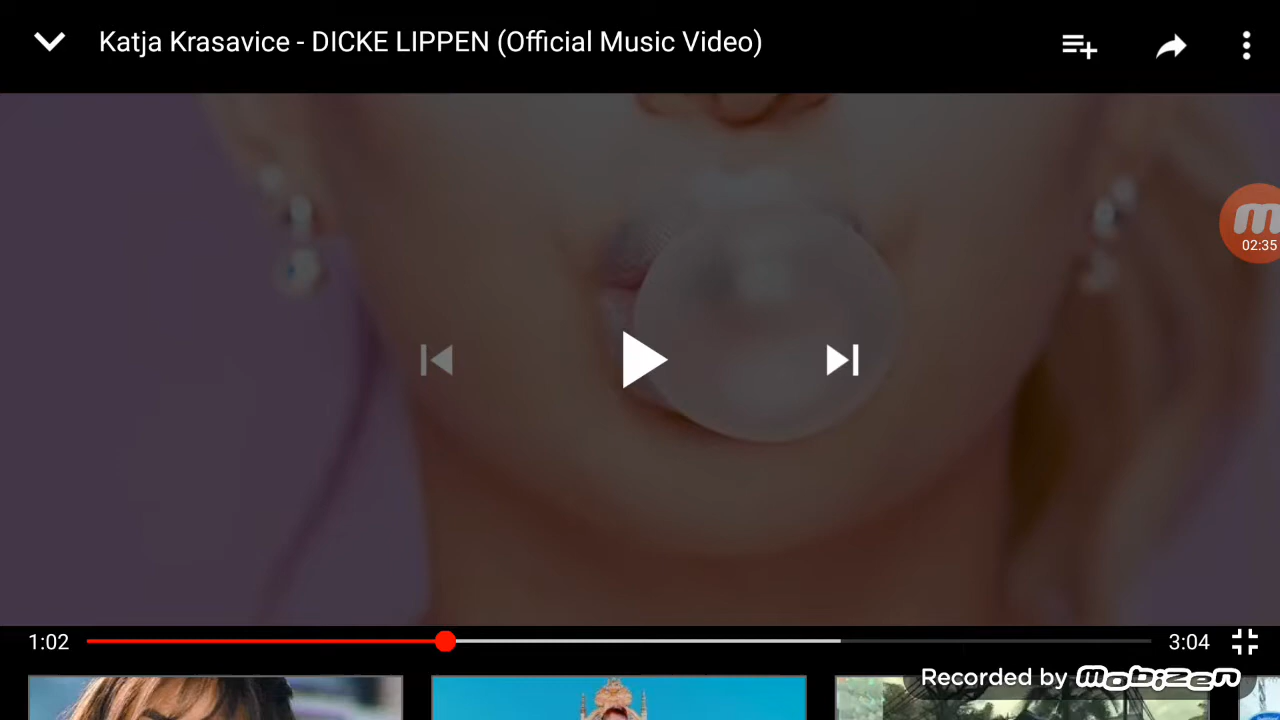 Katja Krasavice - DICKE LIPPEN (Official Music Video)
m
02:35
1:02
3:04
Recorded by mobizen